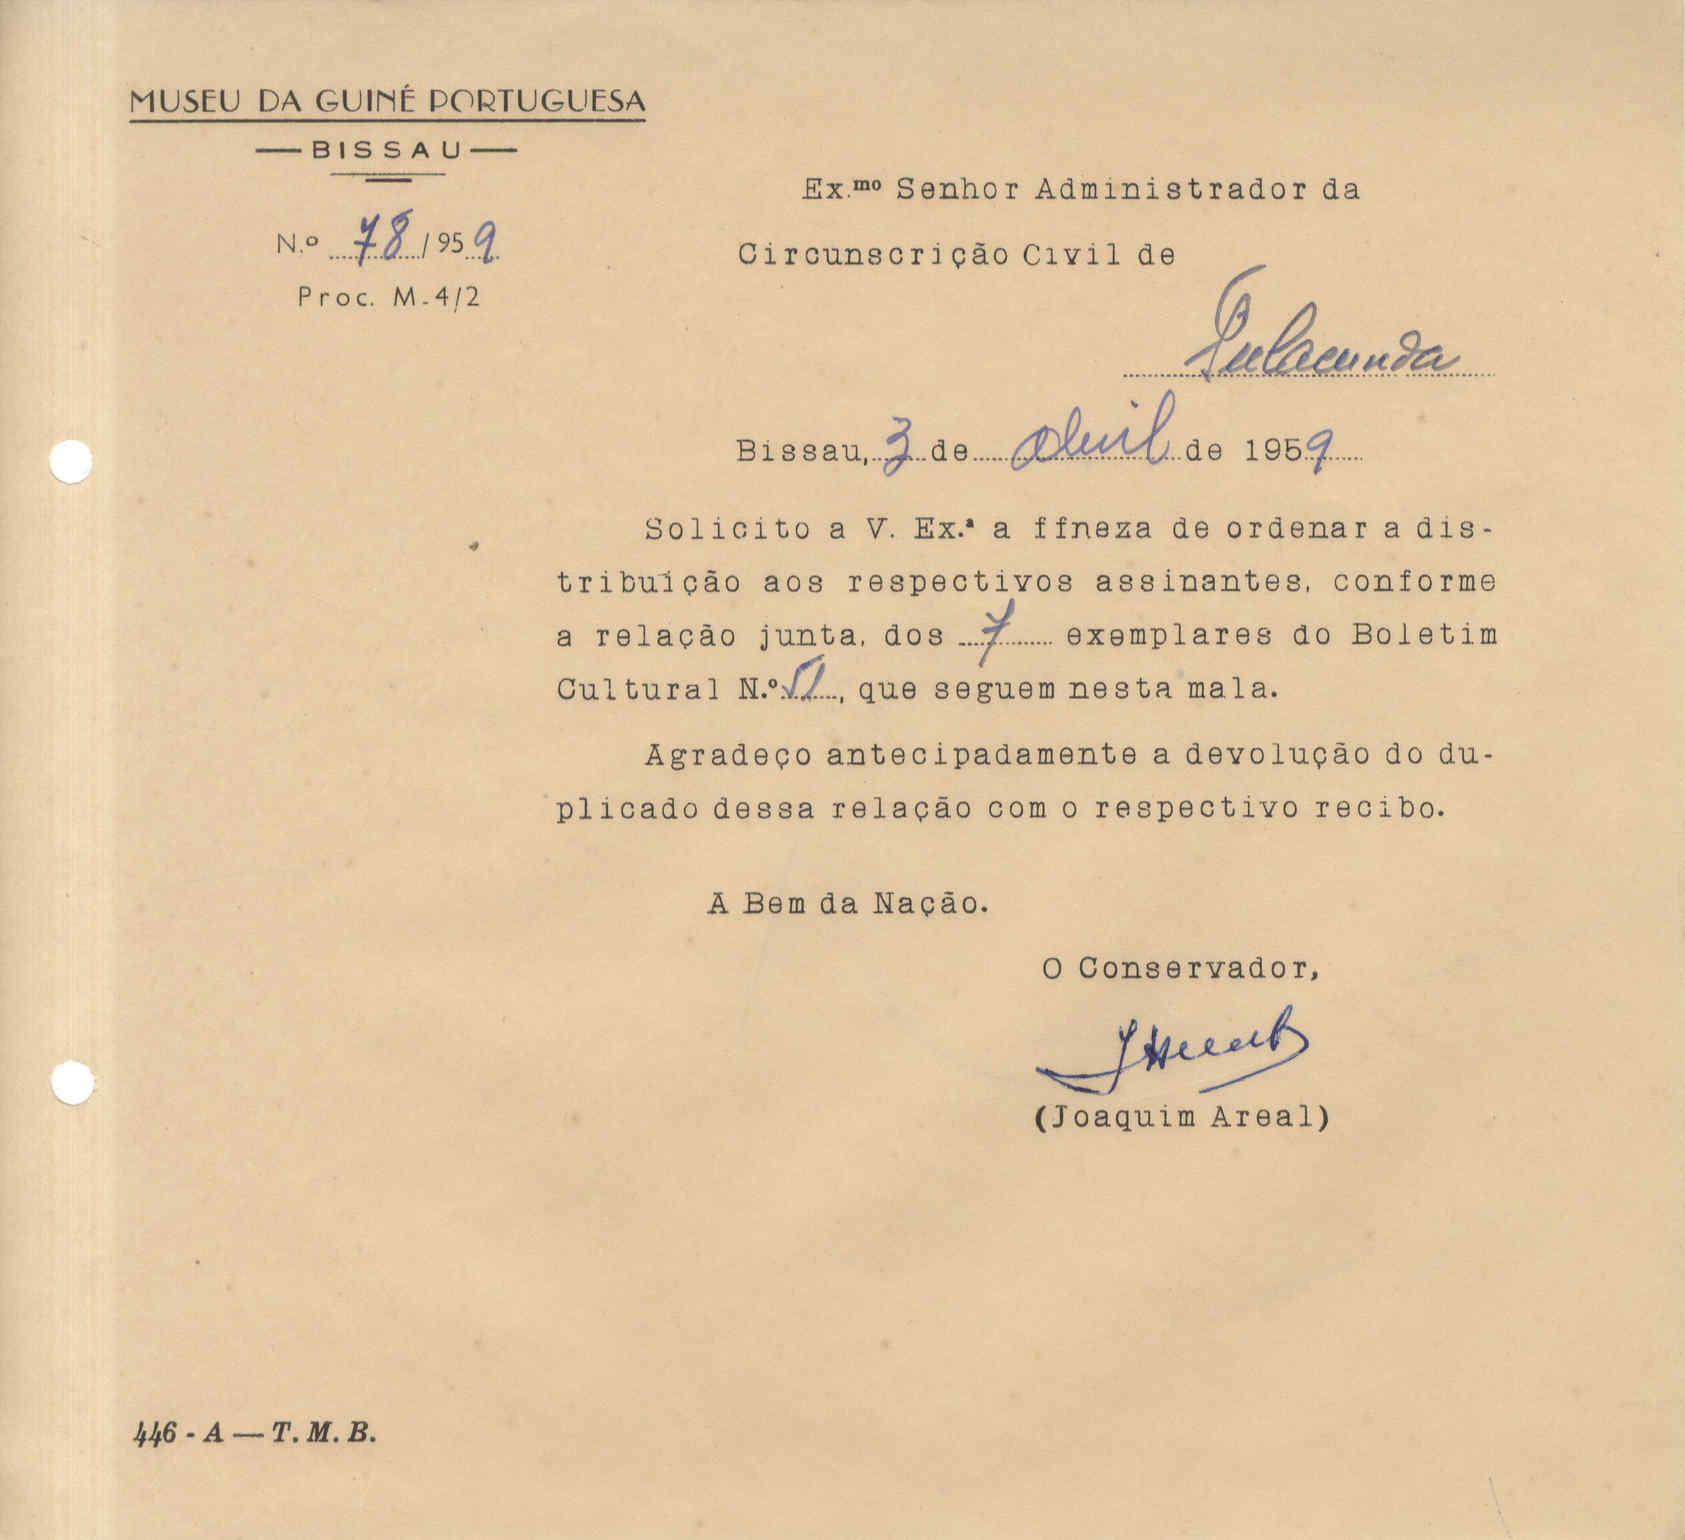 MUSEU DA GUINÉ PORTUGUESA
— BISSAU —
N.º 78/1959
Proc. M-4/2
Ex.mo Senhor Administrador da
Circunscrição Civil de
Fulacunda
Bissau, 3 de Abril de 1959
Solicito a V. Ex.ª a ffneza de ordenar a dis-
tribuição aos respectivos assinantes, conforme
a relação junta, dos 7 exemplares do Boletim
Cultural N.º 51, que seguem nesta mala.
Agradeço antecipadamente a devolução do du-
plicado dessa relação com o respectivo recibo.
A Bem da Nação.
O Conservador,
(Joaquim Areal)
446 - A — T. M. B.